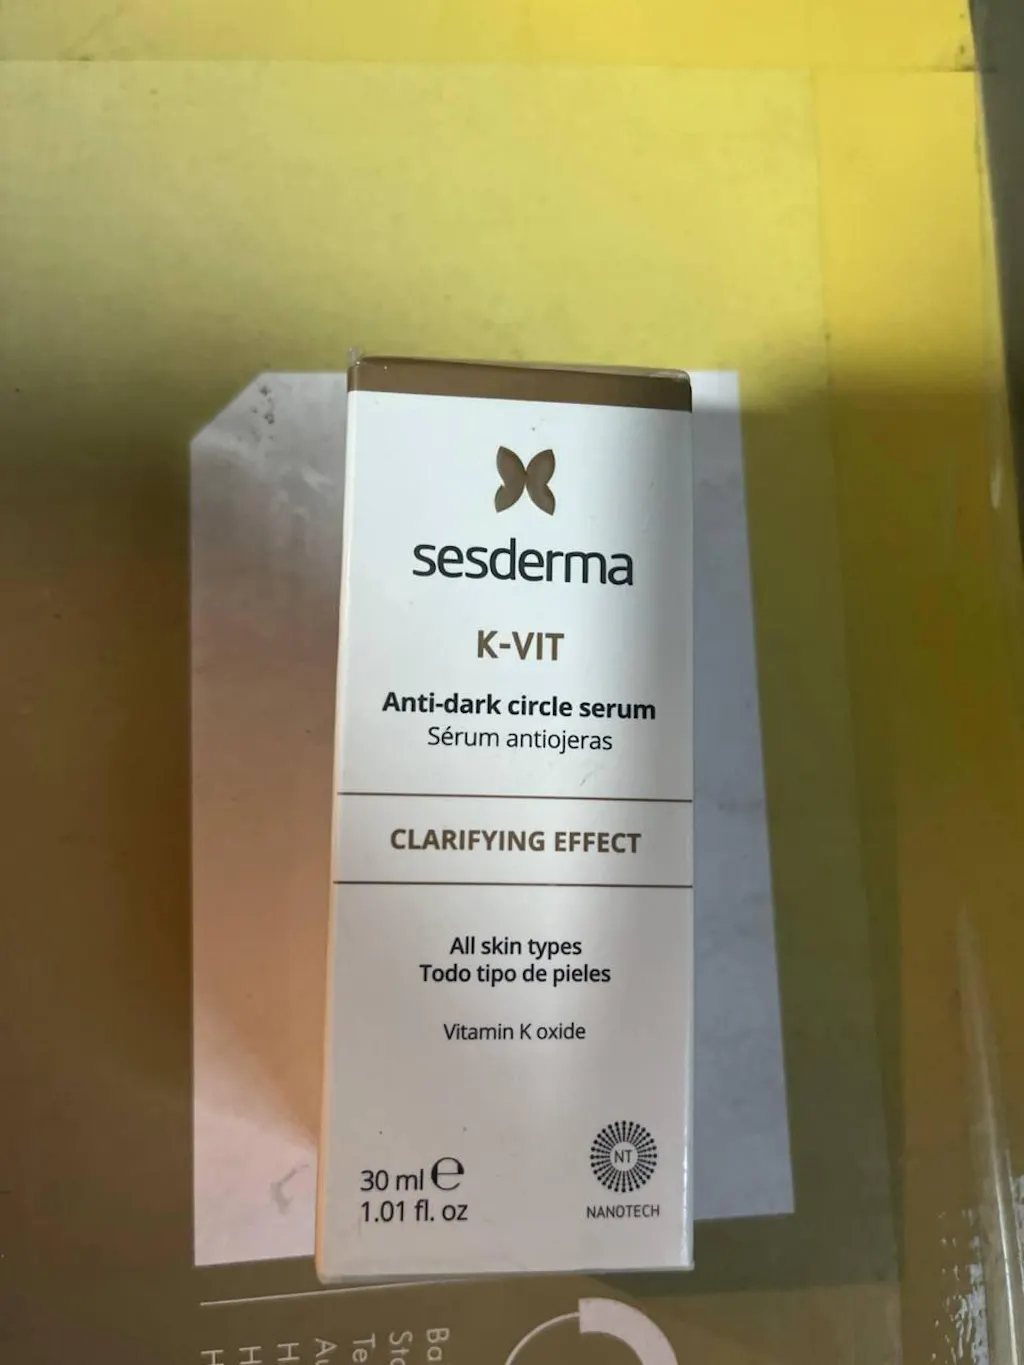 sesderma
K-VIT
Anti-dark circle serum
Sérum antiojeras
CLARIFYING EFFECT
All skin types
Todo tipo de pieles
Vitamin K oxide
30 ml ℮
1.01 fl. oz
NT
NANOTECH